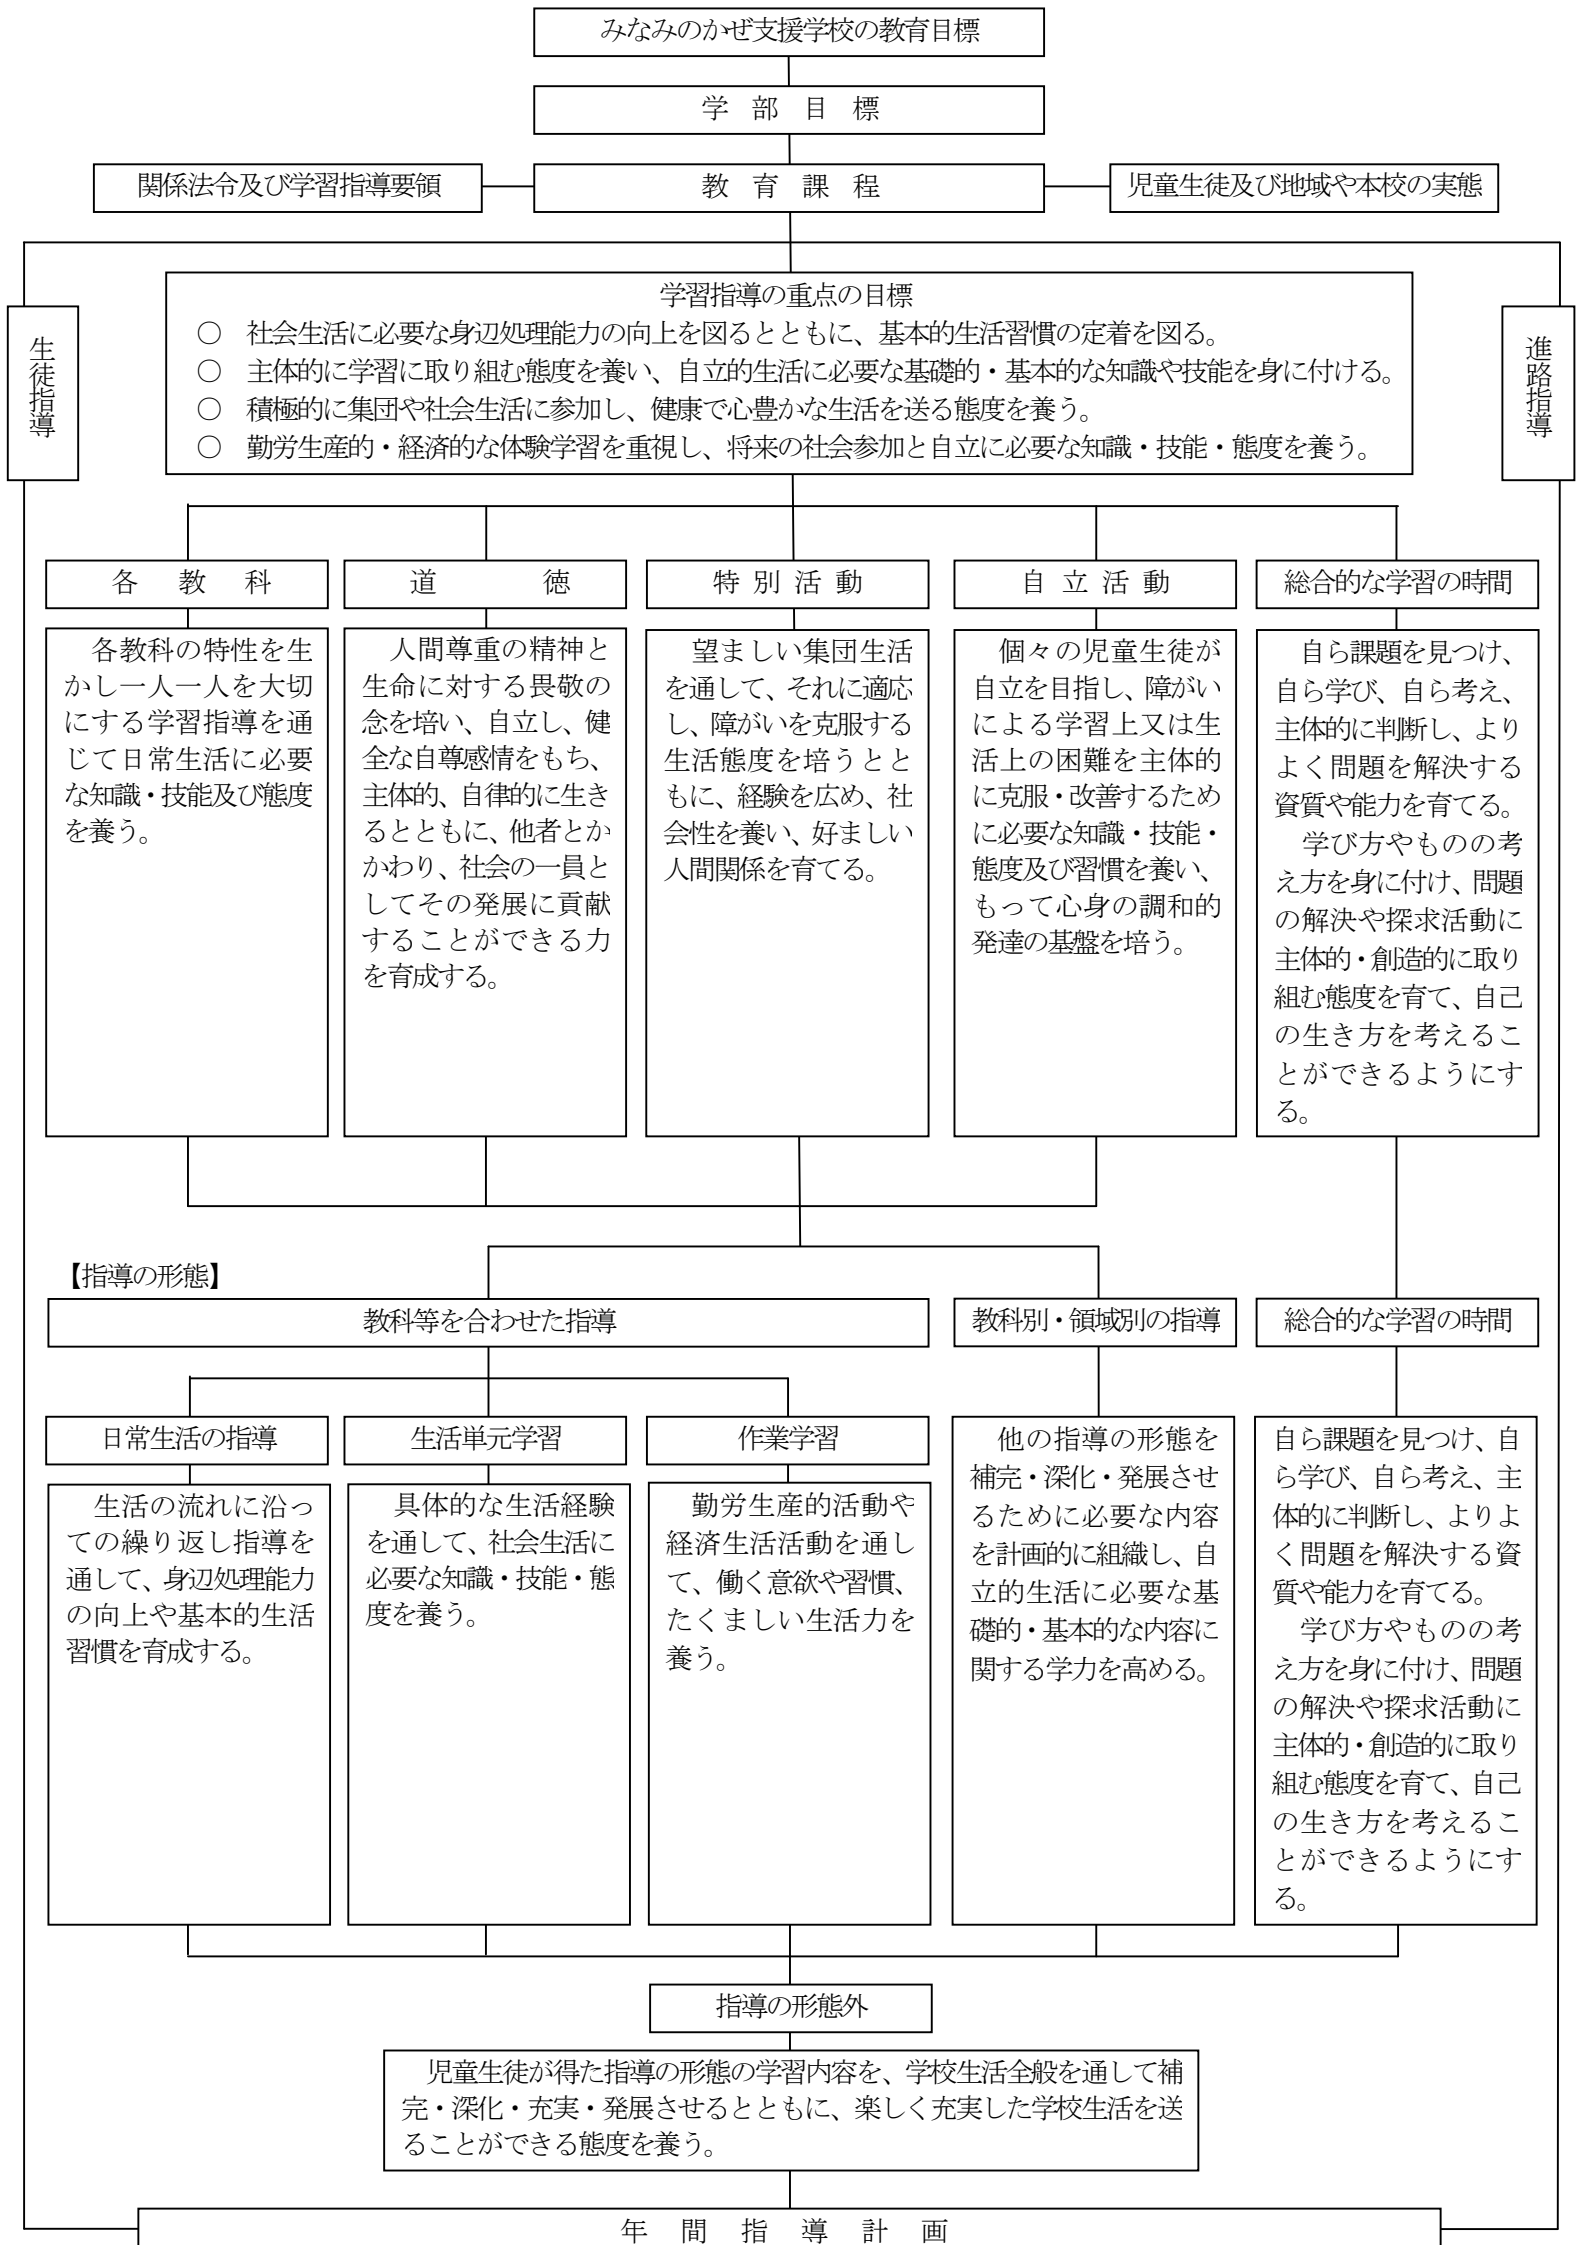 みなみのかぜ支援学校の教育目標
学部目標
関係法令及び学習指導要領
教育課程
児童生徒及び地域や本校の実態
生徒指導
進路指導
学習指導の重点の目標
○ 社会生活に必要な身辺処理能力の向上を図るとともに、基本的生活習慣の定着を図る。
○ 主体的に学習に取り組む態度を養い、自立的生活に必要な基礎的・基本的な知識や技能を身に付ける。
○ 積極的に集団や社会生活に参加し、健康で心豊かな生活を送る態度を養う。
○ 勤労生産的・経済的な体験学習を重視し、将来の社会参加と自立に必要な知識・技能・態度を養う。
各教科
各教科の特性を生
かし一人一人を大切
にする学習指導を通
じて日常生活に必要
な知識・技能及び態度
を養う。
道徳
人間尊重の精神と
生命に対する畏敬の
念を培い、自立し、健
全な自尊感情をもち、
主体的、自律的に生き
るとともに、他者とか
かわり、社会の一員と
してその発展に貢献
することができる力
を育成する。
特別活動
望ましい集団生活
を通して、それに適応
し、障がいを克服する
生活態度を培うとと
もに、経験を広め、社
会性を養い、好ましい
人間関係を育てる。
自立活動
個々の児童生徒が
自立を目指し、障がい
による学習上又は生
活上の困難を主体的
に克服・改善するため
に必要な知識・技能・
態度及び習慣を養い、
もって心身の調和的
発達の基盤を培う。
総合的な学習の時間
自ら課題を見つけ、
自ら学び、自ら考え、
主体的に判断し、より
よく問題を解決する
資質や能力を育てる。
学び方やものの考
え方を身に付け、問題
の解決や探求活動に
主体的・創造的に取り
組む態度を育て、自己
の生き方を考えるこ
とができるようにす
る。
【指導の形態】
教科等を合わせた指導
教科別・領域別の指導
総合的な学習の時間
日常生活の指導
生活の流れに沿っ
ての繰り返し指導を
通して、身辺処理能力
の向上や基本的生活
習慣を育成する。
生活単元学習
具体的な生活経験
を通して、社会生活に
必要な知識・技能・態
度を養う。
作業学習
勤労生産的活動や
経済生活活動を通し
て、働く意欲や習慣、
たくましい生活力を
養う。
他の指導の形態を
補完・深化・発展させ
るために必要な内容
を計画的に組織し、自
立的生活に必要な基
礎的・基本的な内容に
関する学力を高める。
自ら課題を見つけ、自
ら学び、自ら考え、主
体的に判断し、よりよ
く問題を解決する資
質や能力を育てる。
学び方やものの考
え方を身に付け、問題
の解決や探求活動に
主体的・創造的に取り
組む態度を育て、自己
の生き方を考えるこ
とができるようにす
る。
指導の形態外
児童生徒が得た指導の形態の学習内容を、学校生活全般を通して補
完・深化・充実・発展させるとともに、楽しく充実した学校生活を送
ることができる態度を養う。
年間指導計画